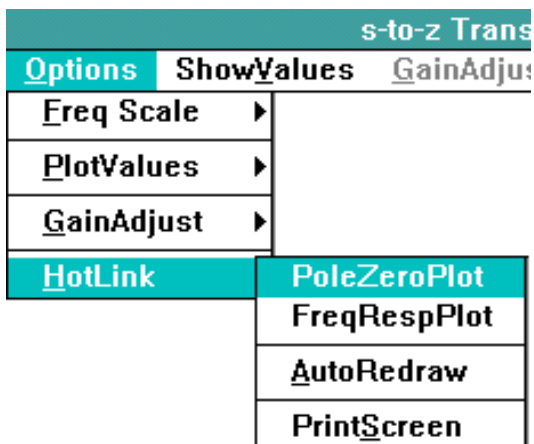 s-to-z Trans
Options ShowValues GainAdjus
Freq Scale
PlotValues
GainAdjust
HotLink PoleZeroPlot
FreqRespPlot
AutoRedraw
PrintScreen